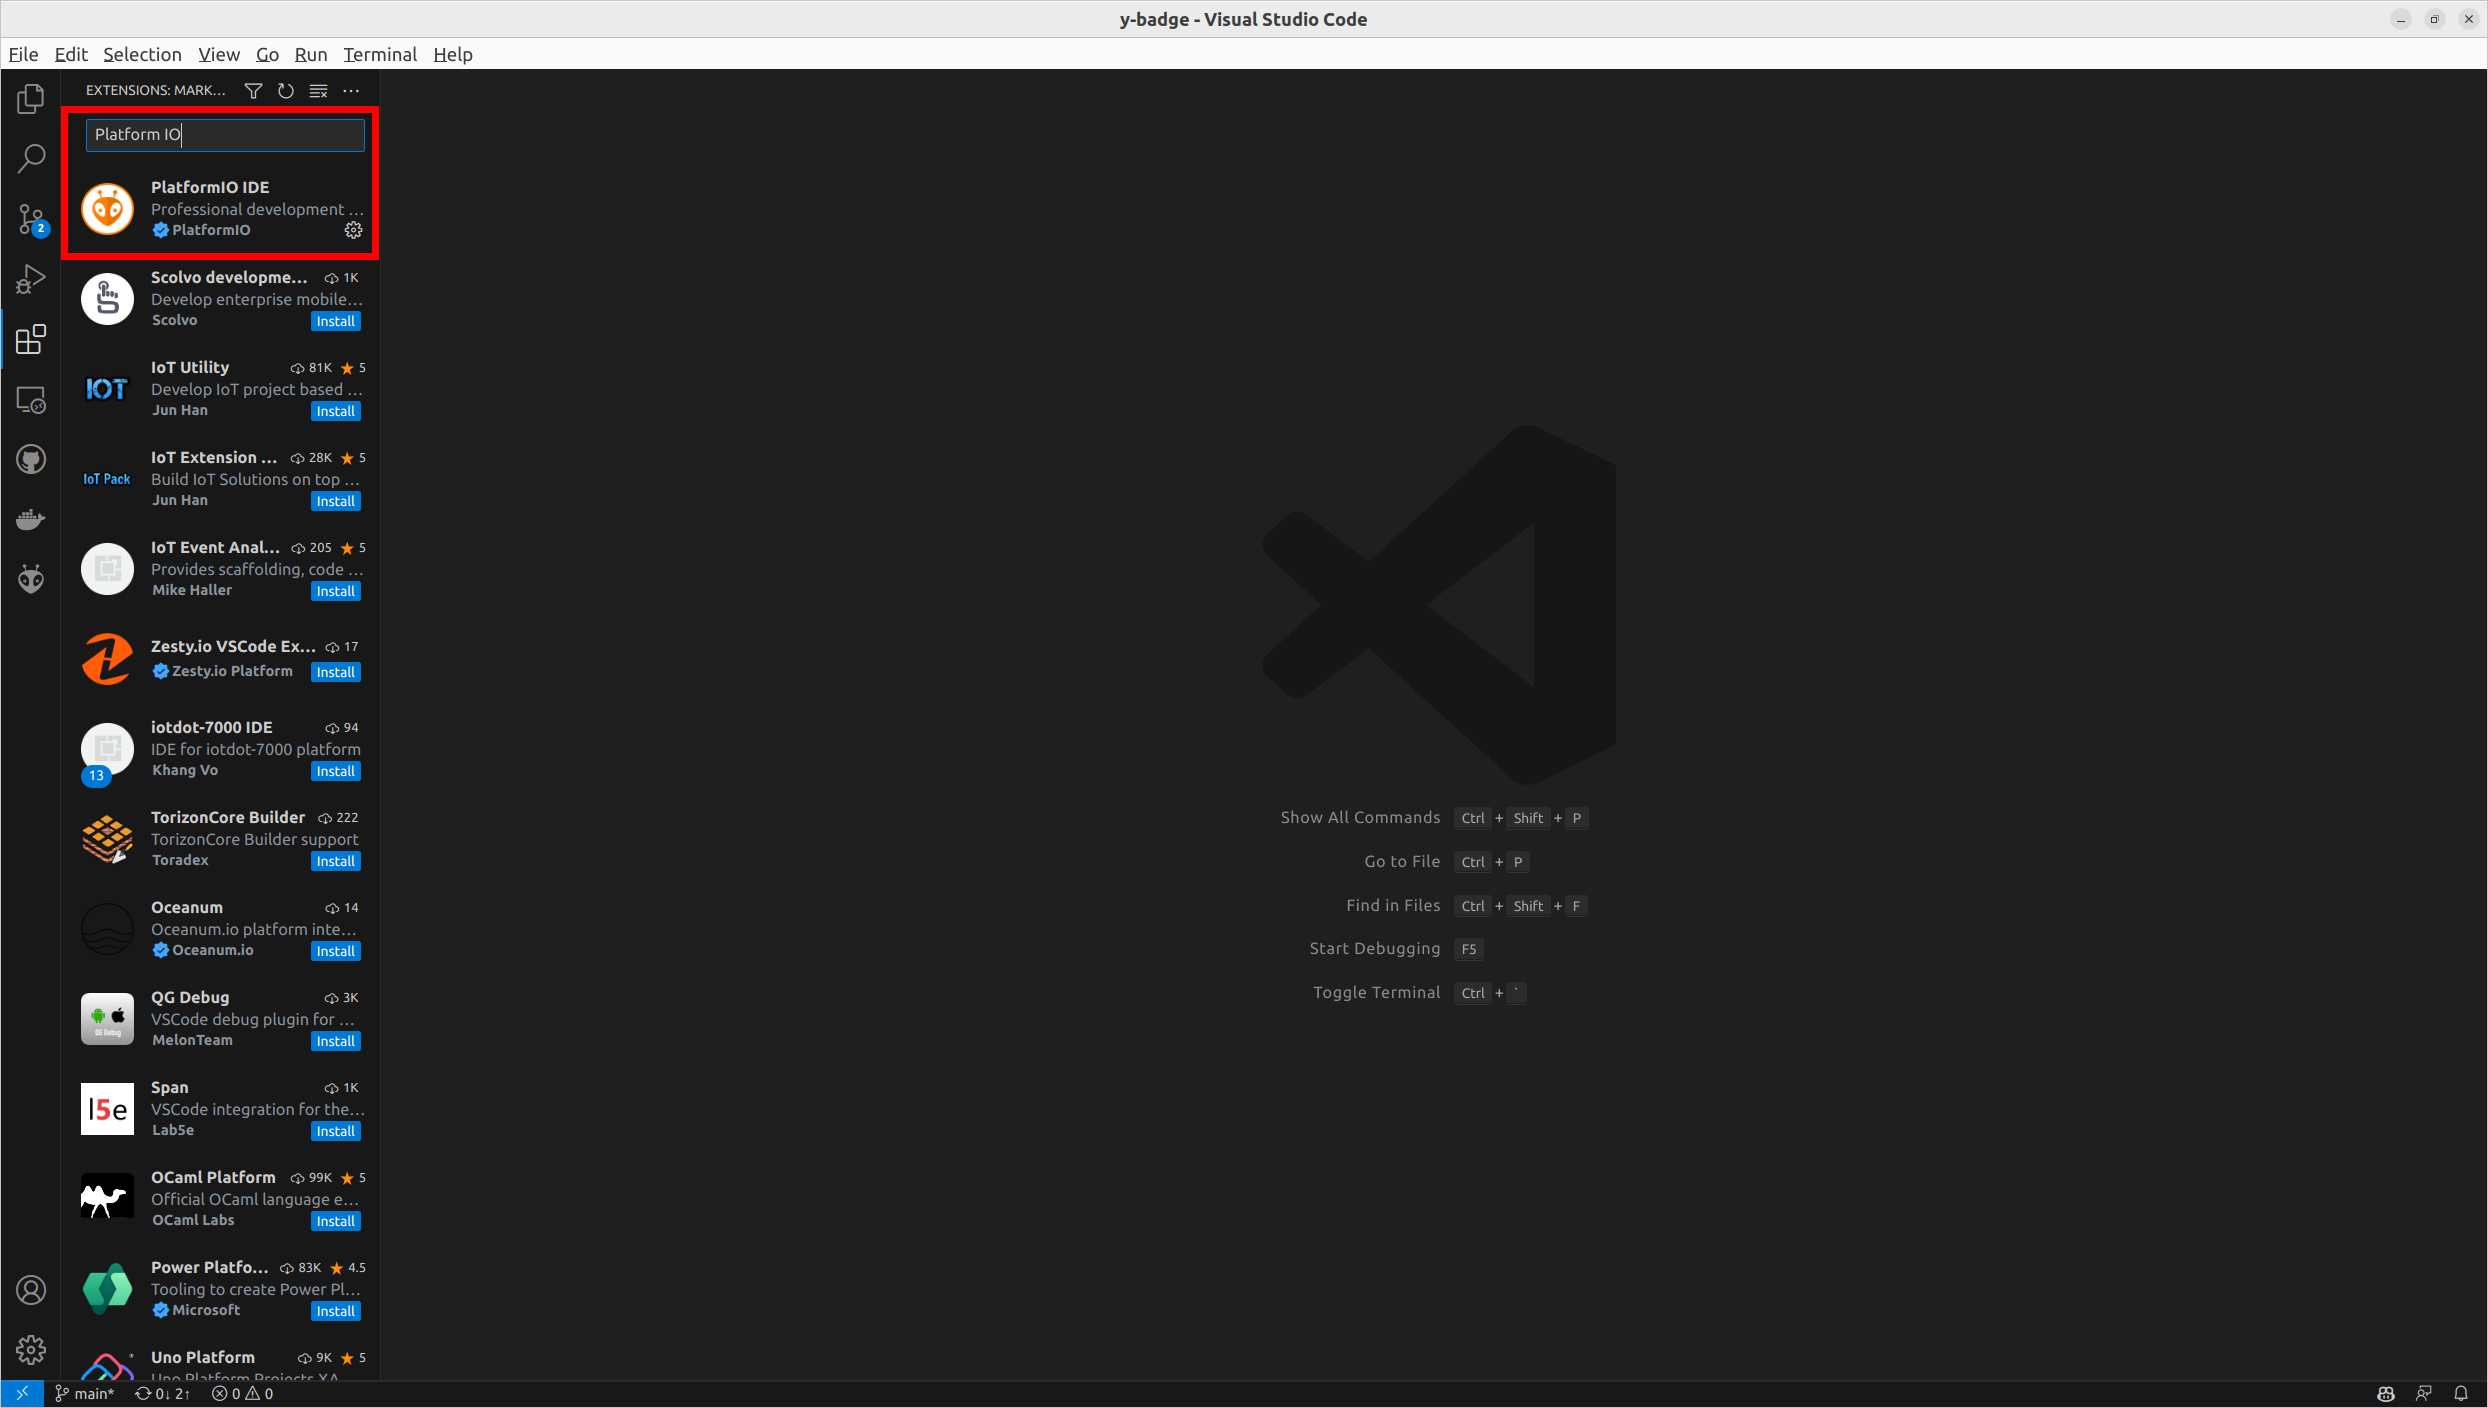 y-badge - Visual Studio Code
File Edit Selection View Go Run Terminal Help
EXTENSIONS: MARK...
Platform IO
PlatformIO IDE
Professional development ...
PlatformIO
2
Scolvo developme... 1K
Develop enterprise mobile...
Scolvo Install
IoT Utility 81K ★ 5
IOT
Develop IoT project based ...
Jun Han Install
IoT Extension ... 28K ★ 5
IoT Pack
Build IoT Solutions on top ...
Jun Han Install
IoT Event Anal... 205 ★ 5
Provides scaffolding, code ...
Mike Haller Install
Zesty.io VSCode Ex... 17
Zesty.io Platform Install
iotdot-7000 IDE 94
IDE for iotdot-7000 platform
Khang Vo Install
13
TorizonCore Builder 222
TorizonCore Builder support
Toradex Install
Oceanum 14
Oceanum.io platform inte...
Oceanum.io Install
QG Debug 3K
VSCode debug plugin for ...
QG Debug
MelonTeam Install
Span 1K
l5e
VSCode integration for the...
Lab5e Install
OCaml Platform 99K ★ 5
Official OCaml language e...
OCaml Labs Install
Power Platfo... 83K ★ 4.5
Tooling to create Power Pl...
Microsoft Install
Uno Platform 9K ★ 5
Uno Platform Projects XA
Show All Commands Ctrl + Shift + P
Go to File Ctrl + P
Find in Files Ctrl + Shift + F
Start Debugging F5
Toggle Terminal Ctrl + `
main* 0↓ 2↑ 0 0